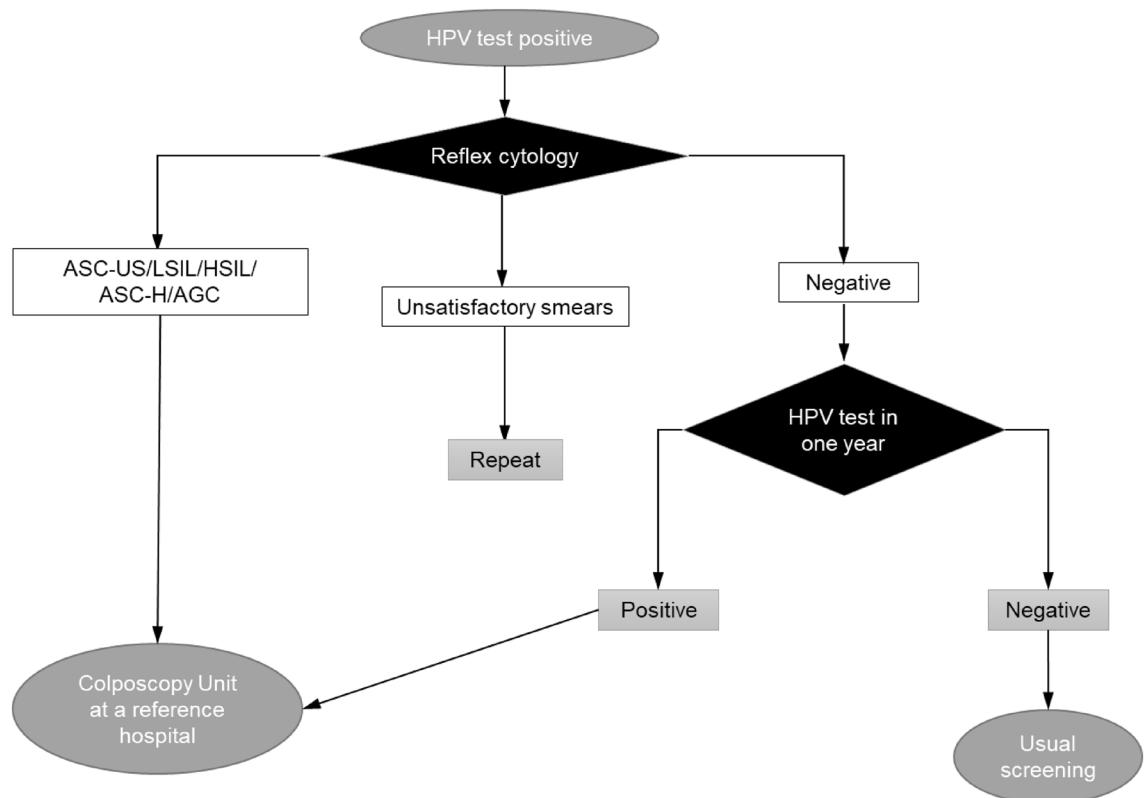 HPV test positive
Reflex cytology
ASC-US/LSIL/HSIL/
ASC-H/AGC
Unsatisfactory smears
Negative
HPV test in
one year
Repeat
Positive
Negative
Colposcopy Unit
at a reference
hospital
Usual
screening